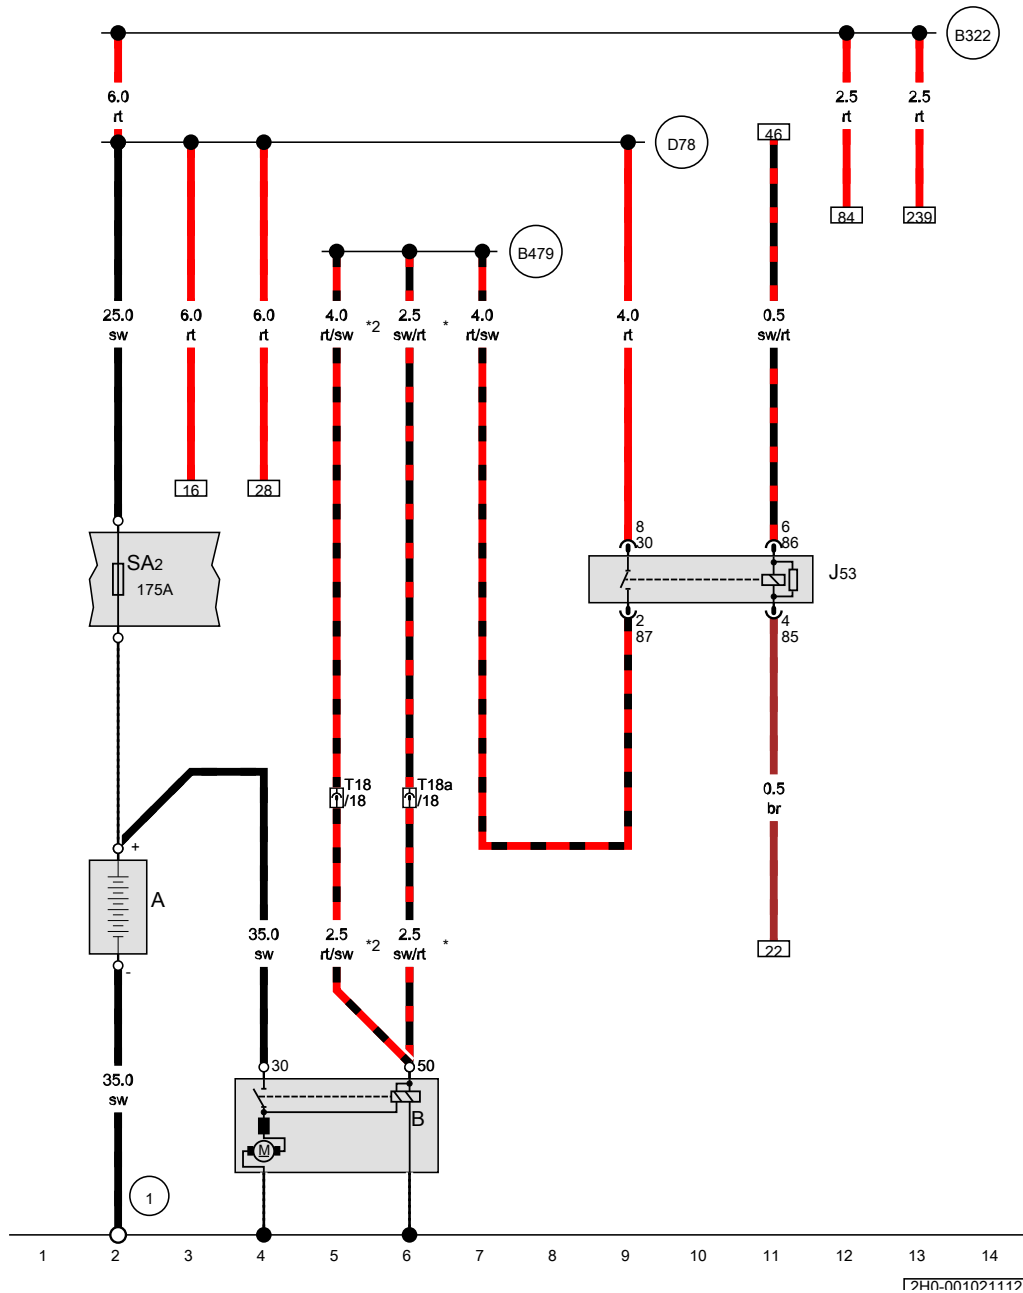 B322
6.0
rt
2.5
rt
2.5
rt
D78
46
84
239
B479
25.0
sw
6.0
rt
6.0
rt
4.0
rt/sw
*2
2.5
sw/rt
*
4.0
rt/sw
4.0
rt
0.5
sw/rt
16
28
8
30
6
86
SA2
175A
J53
2
87
4
85
T18
/18
T18a
/18
0.5
br
+
A
-
35.0
sw
2.5
rt/sw
*2
2.5
sw/rt
*
22
30
50
35.0
sw
B
M
1
1 2 3 4 5 6 7 8 9 10 11 12 13 14
2H0-001021112